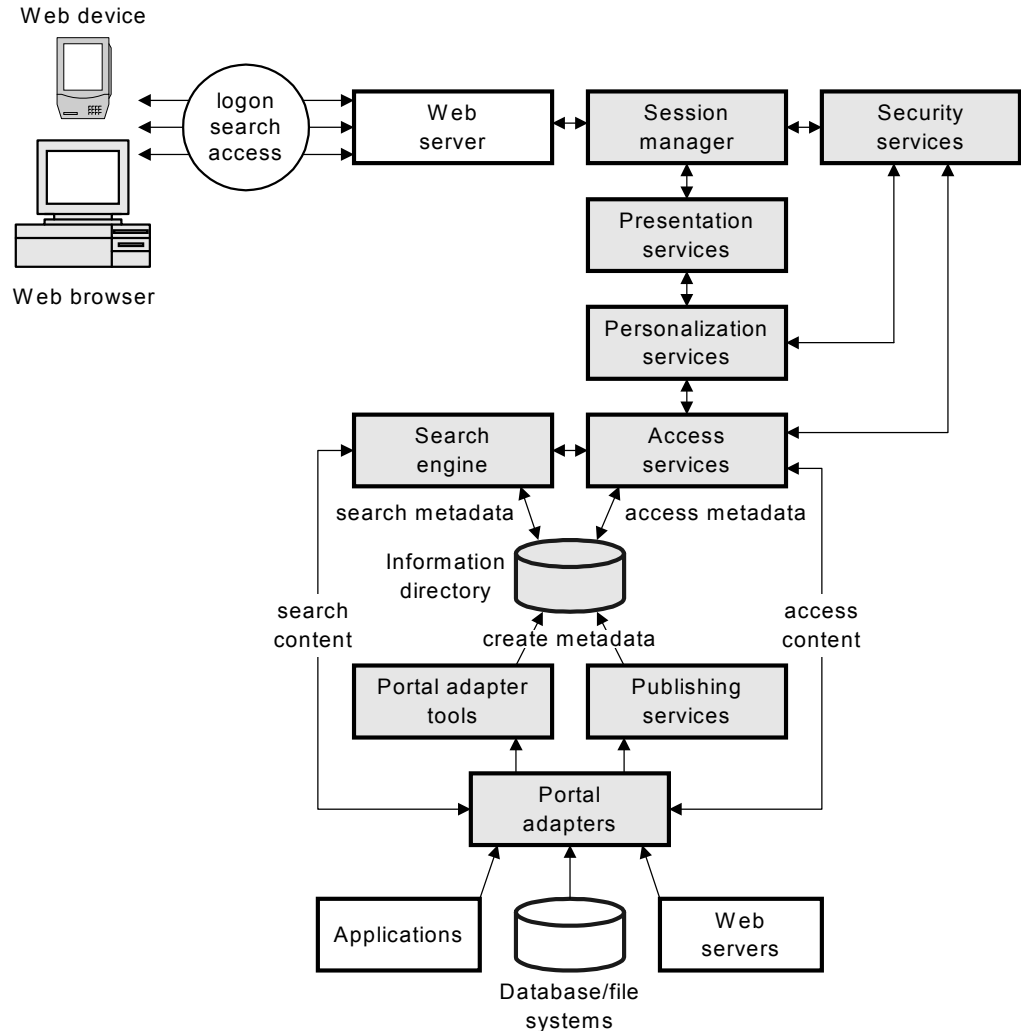 Web device
logon
search
access
Web
server
Session
manager
Security
services
Presentation
services
Web browser
Personalization
services
Search
engine
Access
services
search metadata
access metadata
Information
directory
search
content
access
content
create metadata
Portal adapter
tools
Publishing
services
Portal
adapters
Applications
Web
servers
Database/file
systems